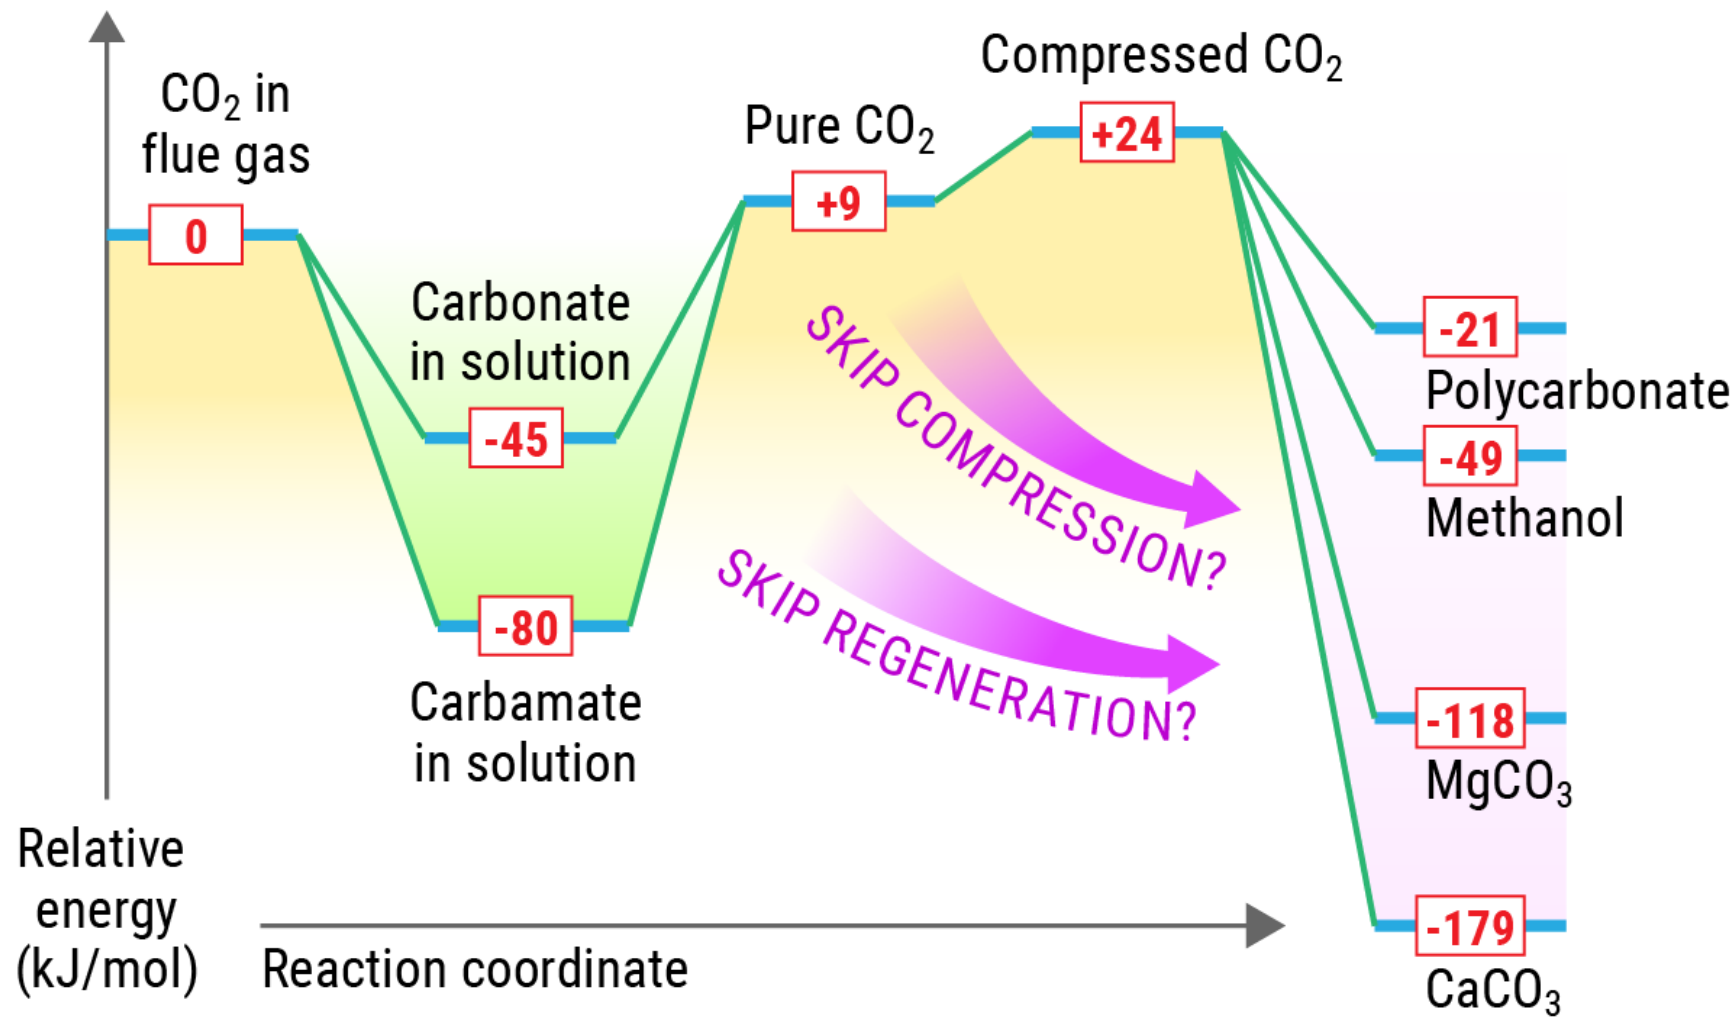 CO₂ in
flue gas
0
Carbonate
in solution
-45
-80
Carbamate
in solution
Pure CO₂
+9
Compressed CO₂
+24
SKIP COMPRESSION?
SKIP REGENERATION?
-21
Polycarbonate
-49
Methanol
-118
MgCO₃
-179
CaCO₃
Relative
energy
(kJ/mol)
Reaction coordinate